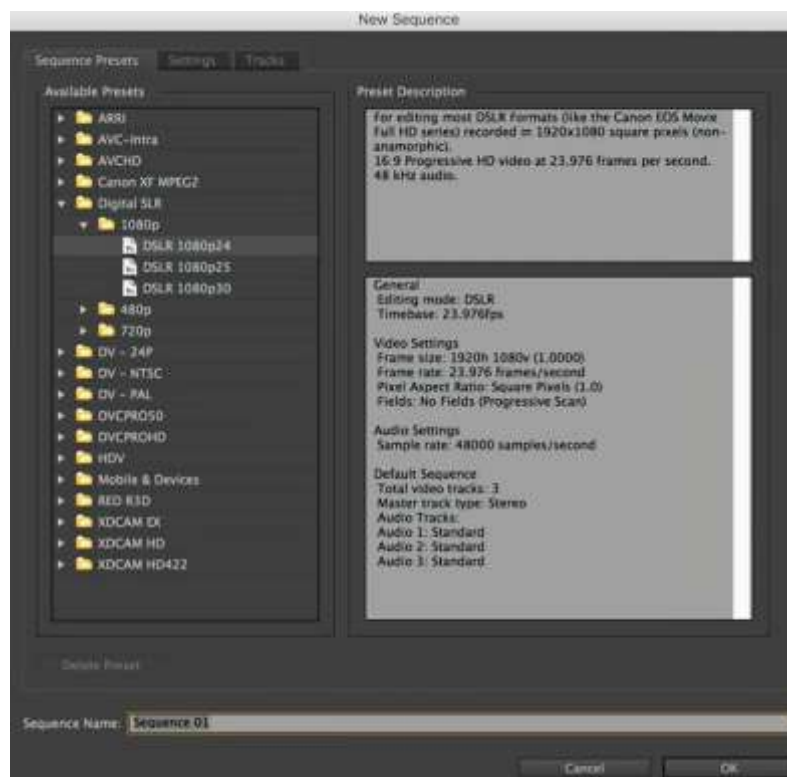 New Sequence
Sequence Presets Settings Tracks
Available Presets
ARRI
AVC-Intra
AVCHD
Canon XF MPEG2
Digital SLR
1080p
DSLR 1080p24
DSLR 1080p25
DSLR 1080p30
480p
720p
DV - 24P
DV - NTSC
DV - PAL
DVCPRO50
DVCPROHD
HDV
Mobile & Devices
RED R3D
XDCAM EX
XDCAM HD
XDCAM HD422
Preset Description
For editing most DSLR Formats (like the Canon EOS Movie
Full HD series) recorded in 1920x1080 square pixels (non-
anamorphic).
16:9 Progressive HD video at 23.976 frames per second.
48 kHz audio.
General
Editing mode: DSLR
Timebase: 23.976fps
Video Settings
Frame size: 1920h 1080v (1.0000)
Frame rate: 23.976 frames/second
Pixel Aspect Ratio: Square Pixels (1.0)
Fields: No Fields (Progressive Scan)
Audio Settings
Sample rate: 48000 samples/second
Default Sequence
Total video tracks: 3
Master track type: Stereo
Audio Tracks:
Audio 1: Standard
Audio 2: Standard
Audio 3: Standard
Delete Preset
Sequence Name: Sequence 01
Cancel OK